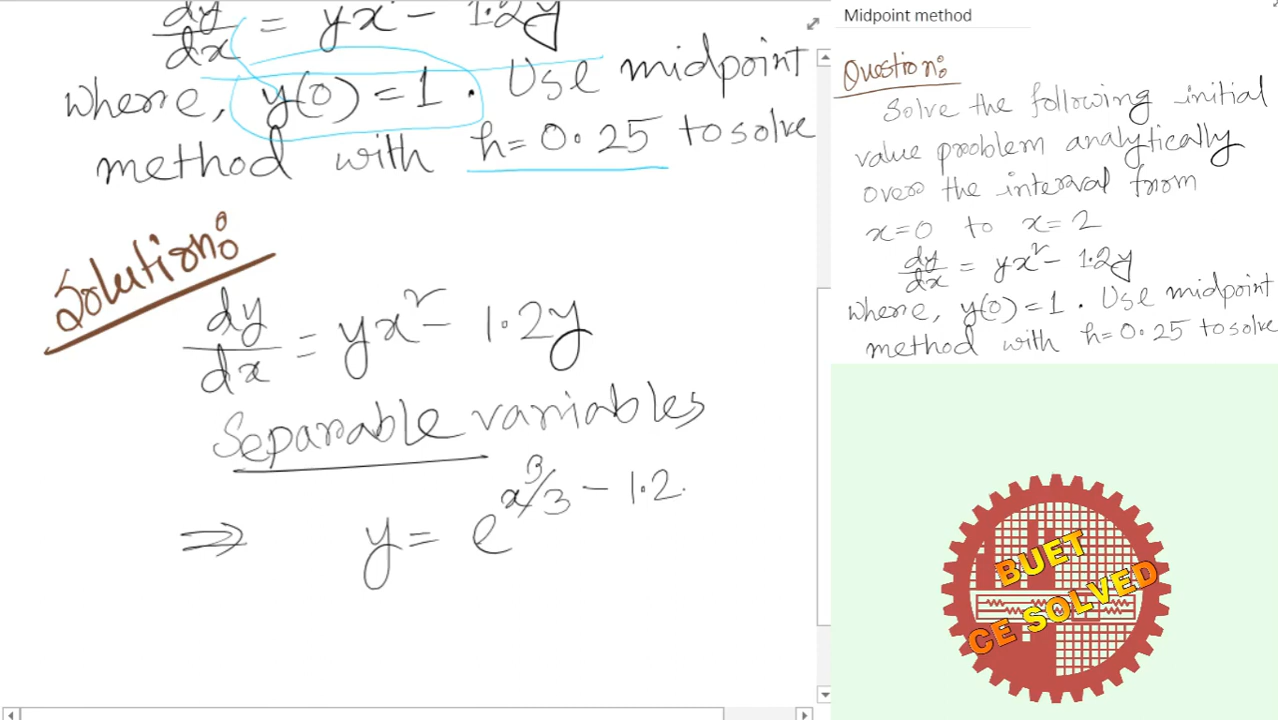 dy/dx = yx² - 1.2y
where, y(0) = 1. Use midpoint
method with h = 0.25 to solve
Solution:
dy/dx = yx² - 1.2y
Separable variables
⇒ y = e^(x³/3 - 1.2
Midpoint method
Question:
Solve the following initial
value problem analytically
over the interval from
x=0 to x=2
dy/dx = yx² - 1.2y
where, y(0) = 1. Use midpoint
method with h=0.25 to solve
BUET
CE SOLVED